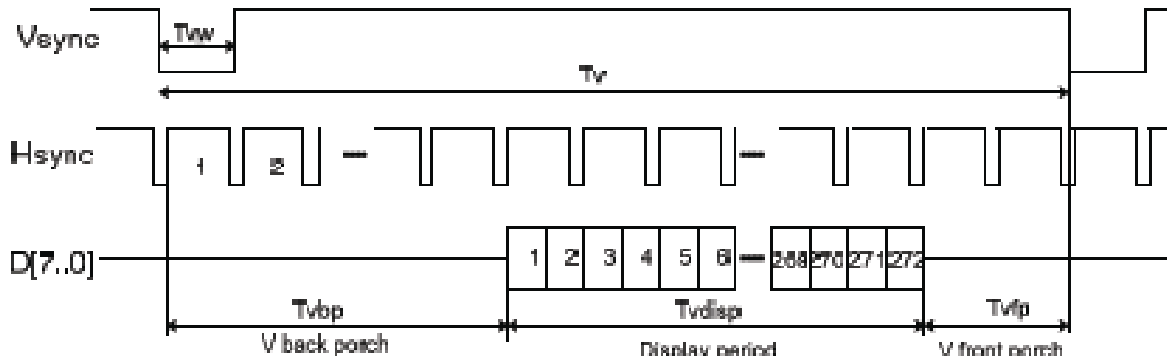 Vsync
Tvw
Tv
Hsync
1 2
D[7..0]
1 2 3 4 5 6 269 270 271 272
Tvbp Tvdisp Tvfp
V back porch Display period V front porch